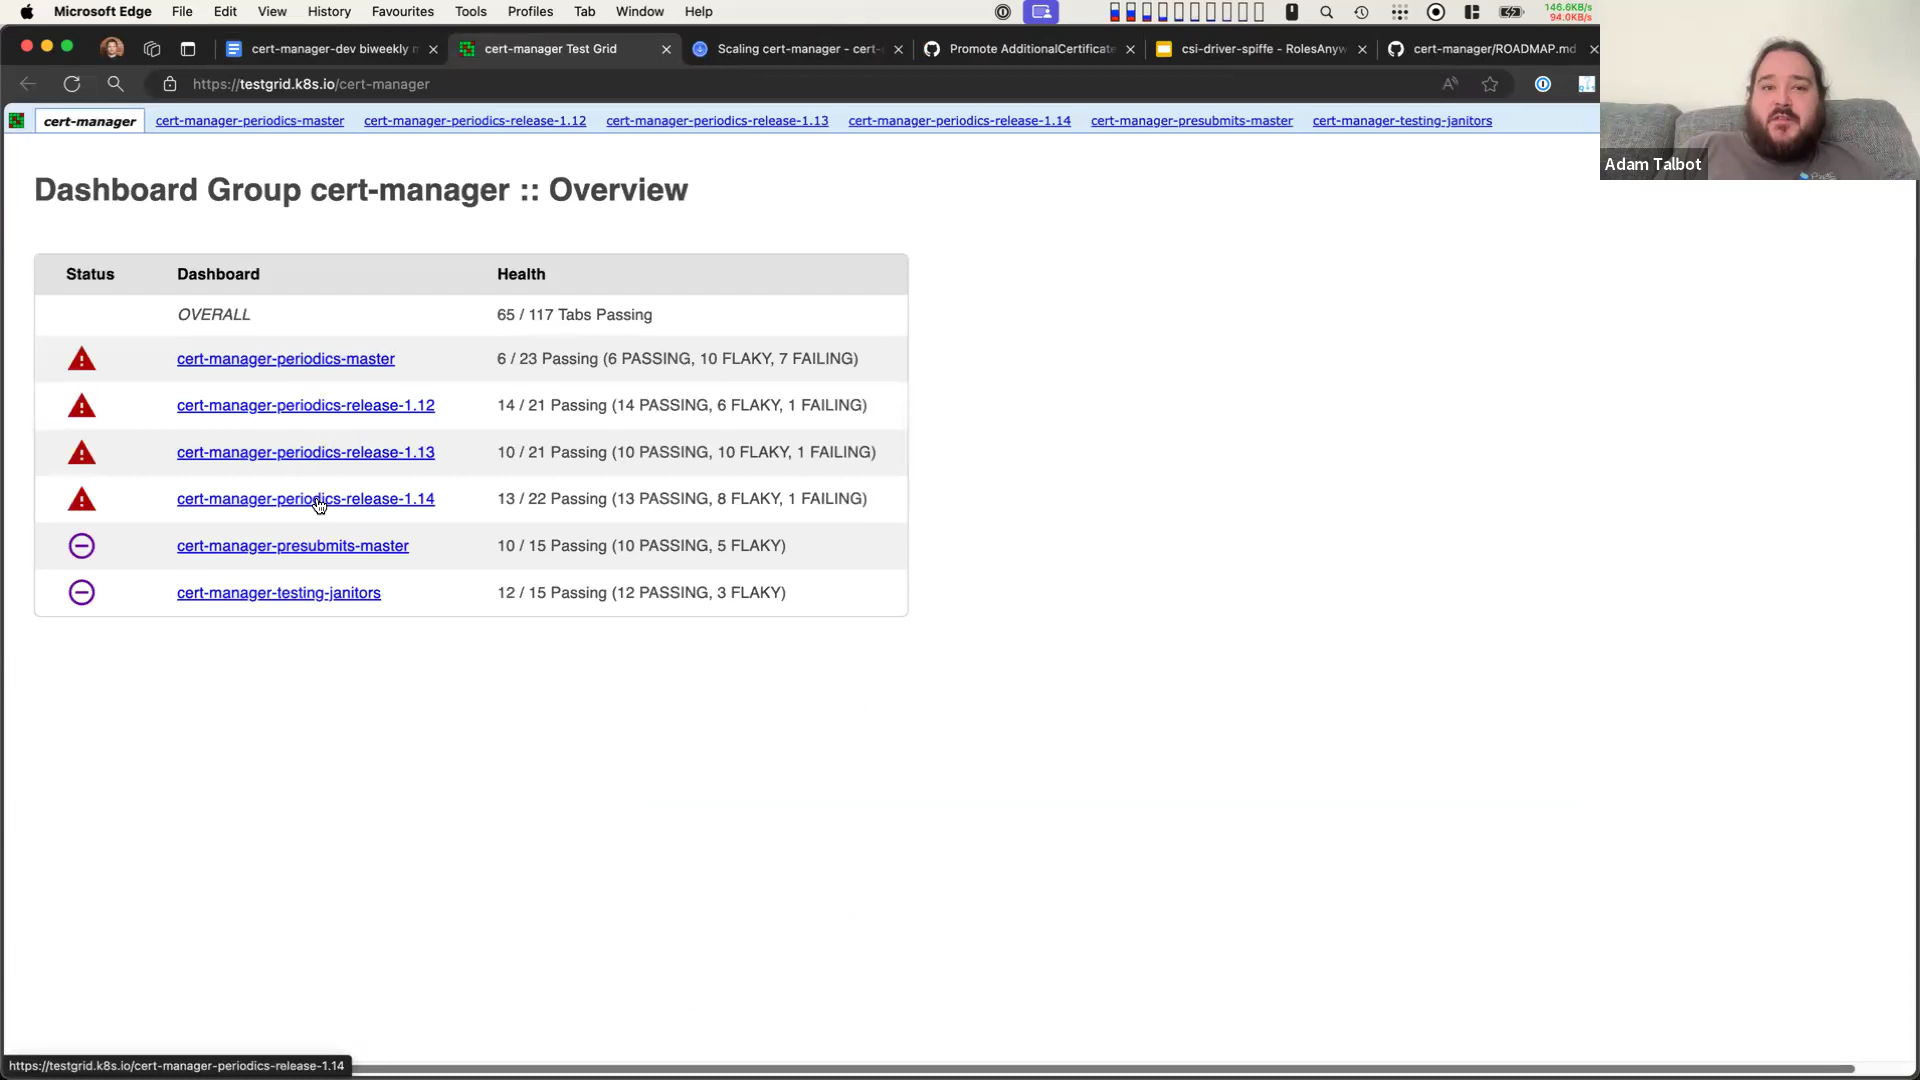 Microsoft Edge File Edit View History Favourites Tools Tab Profiles Window Help
146.6KB/s
94.0KB/s
cert-manager-dev biweekly
cert-manager Test Grid
Scaling cert-manager - cert-
Promote AdditionalCertificate
csi-driver-spiffe - RolesAnyw
cert-manager/ROADMAP.md
https://testgrid.k8s.io/cert-manager
cert-manager cert-manager-periodics-master cert-manager-periodics-release-1.12 cert-manager-periodics-release-1.13 cert-manager-periodics-release-1.14 cert-manager-presubmits-master cert-manager-testing-janitors
Adam Talbot
Dashboard Group cert-manager :: Overview
Status Dashboard Health
OVERALL 65 / 117 Tabs Passing
cert-manager-periodics-master 6 / 23 Passing (6 PASSING, 10 FLAKY, 7 FAILING)
cert-manager-periodics-release-1.12 14 / 21 Passing (14 PASSING, 6 FLAKY, 1 FAILING)
cert-manager-periodics-release-1.13 10 / 21 Passing (10 PASSING, 10 FLAKY, 1 FAILING)
cert-manager-periodics-release-1.14 13 / 22 Passing (13 PASSING, 8 FLAKY, 1 FAILING)
cert-manager-presubmits-master 10 / 15 Passing (10 PASSING, 5 FLAKY)
cert-manager-testing-janitors 12 / 15 Passing (12 PASSING, 3 FLAKY)
https://testgrid.k8s.io/cert-manager-periodics-release-1.14